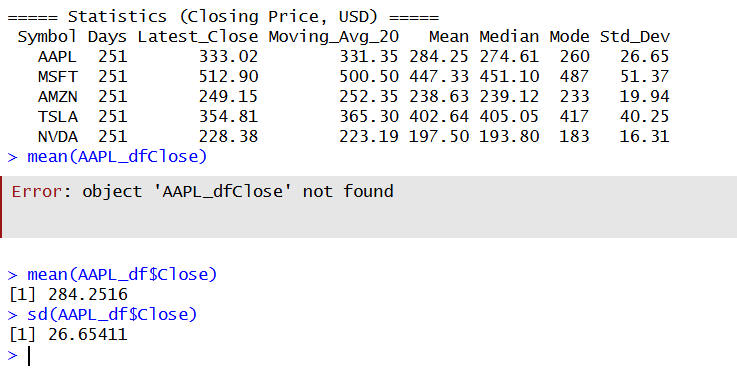 ===== Statistics (Closing Price, USD) =====
Symbol Days Latest_Close Moving_Avg_20 Mean Median Mode Std_Dev
AAPL 251 333.02 331.35 284.25 274.61 260 26.65
MSFT 251 512.90 500.50 447.33 451.10 487 51.37
AMZN 251 249.15 252.35 238.63 239.12 233 19.94
TSLA 251 354.81 365.30 402.64 405.05 417 40.25
NVDA 251 228.38 223.19 197.50 193.80 183 16.31
> mean(AAPL_dfClose)
Error: object 'AAPL_dfClose' not found
> mean(AAPL_df$Close)
[1] 284.2516
> sd(AAPL_df$Close)
[1] 26.65411
>